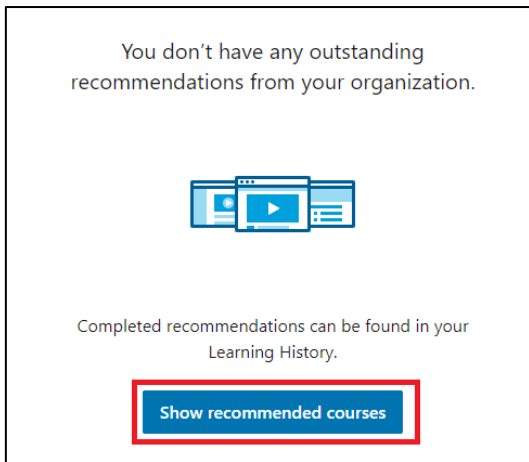 You don’t have any outstanding
recommendations from your organization.
Completed recommendations can be found in your
Learning History.
Show recommended courses